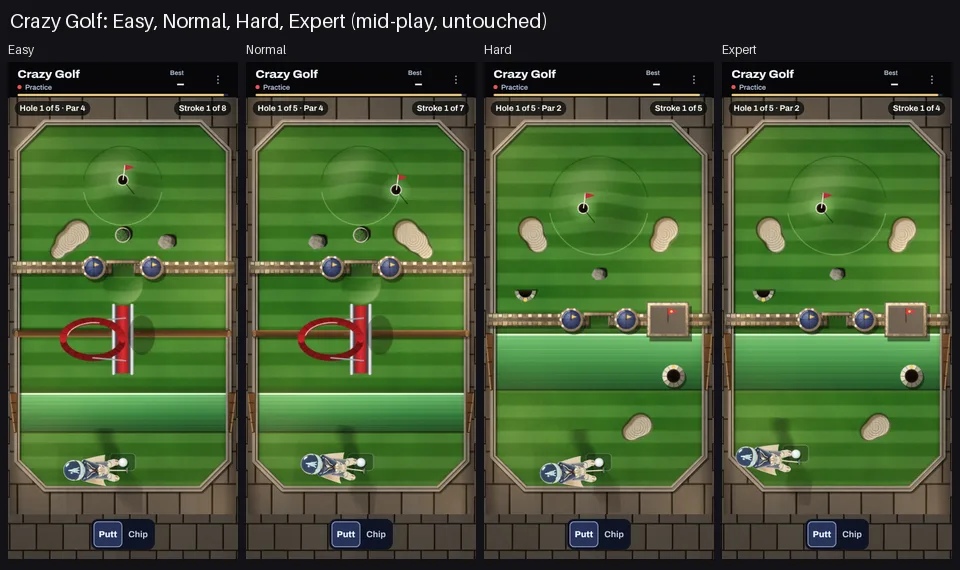 Crazy Golf: Easy, Normal, Hard, Expert (mid-play, untouched)
Easy
Crazy Golf
Practice
Best
–
Hole 1 of 5 · Par 4
Stroke 1 of 8
Putt
Chip
Normal
Crazy Golf
Practice
Best
–
Hole 1 of 5 · Par 4
Stroke 1 of 7
Putt
Chip
Hard
Crazy Golf
Practice
Best
–
Hole 1 of 5 · Par 2
Stroke 1 of 5
Putt
Chip
Expert
Crazy Golf
Practice
Best
–
Hole 1 of 5 · Par 2
Stroke 1 of 4
Putt
Chip